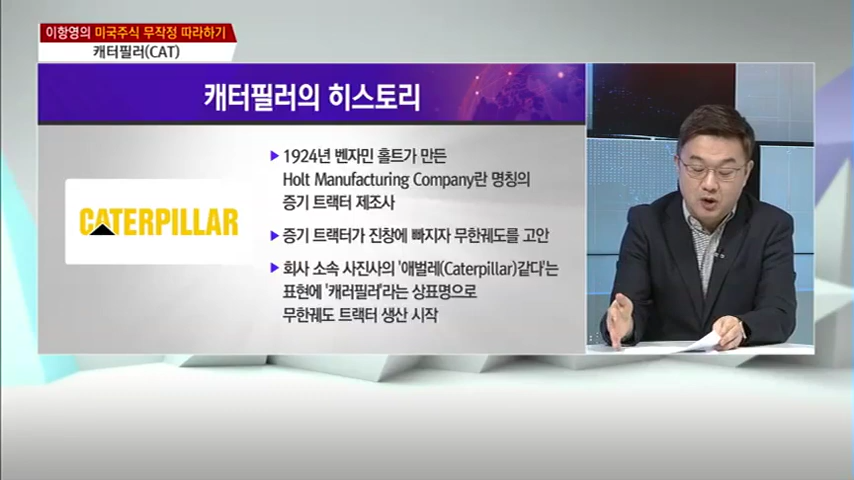 이항영의 미국주식 무작정 따라하기
캐터필러(CAT)
캐터필러의 히스토리
CATERPILLAR
▶ 1924년 벤자민 홀트가 만든
Holt Manufacturing Company란 명칭의
증기 트랙터 제조사
▶ 증기 트랙터가 진창에 빠지자 무한궤도를 고안
▶ 회사 소속 사진사의 '애벌레(Caterpillar)같다'는
표현에 '캐러필러'라는 상표명으로
무한궤도 트랙터 생산 시작